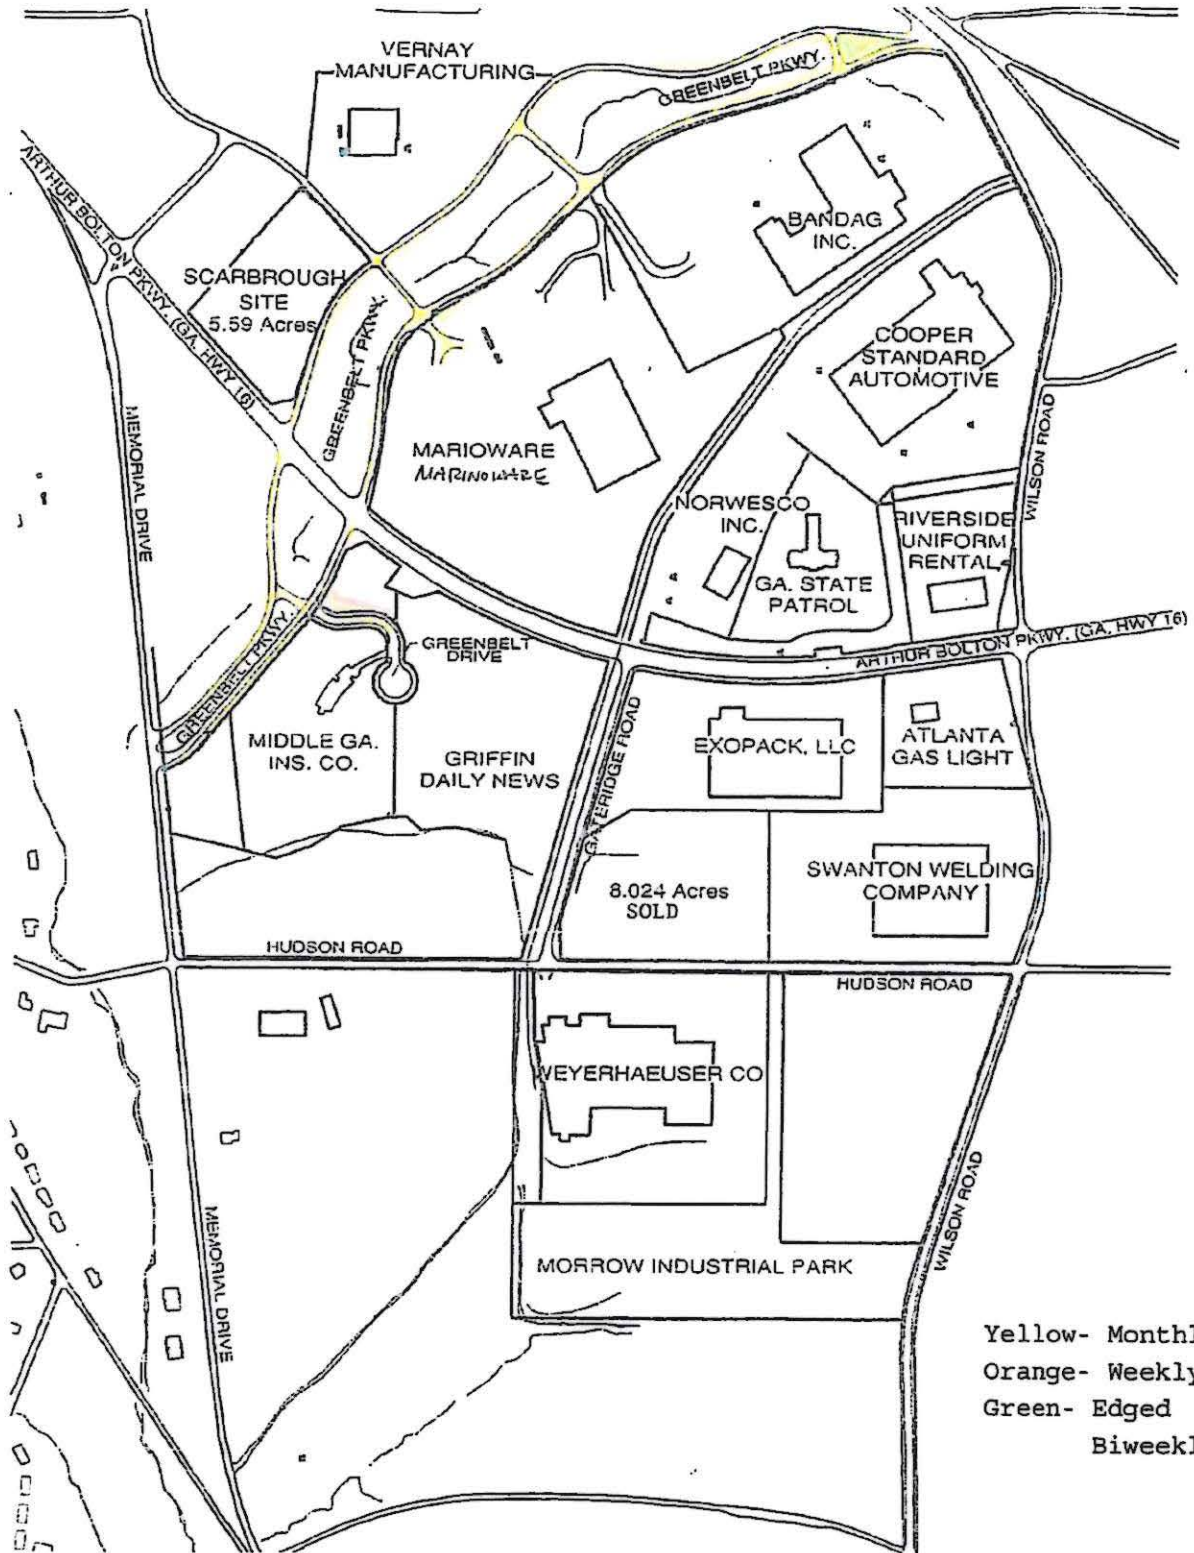 VERNAY
MANUFACTURING
GREENBELT PKWY.
ARTHUR BOLTON PKWY. (GA. HWY 16)
SCARBROUGH
SITE
5.59 Acres
GREENBELT PKWY.
BANDAG
INC.
COOPER
STANDARD
AUTOMOTIVE
MEMORIAL DRIVE
MARIOWARE
MARINOWARE
WILSON ROAD
NORWESCO
INC.
GA. STATE
PATROL
RIVERSIDE
UNIFORM
RENTAL
GREENBELT PKWY.
GREENBELT
DRIVE
ARTHUR BOLTON PKWY. (GA. HWY 16)
MIDDLE GA.
INS. CO.
GRIFFIN
DAILY NEWS
GATERIDGE ROAD
EXOPACK, LLC
ATLANTA
GAS LIGHT
8.024 Acres
SOLD
SWANTON WELDING
COMPANY
HUDSON ROAD
HUDSON ROAD
WEYERHAEUSER CO
MEMORIAL DRIVE
WILSON ROAD
MORROW INDUSTRIAL PARK
Yellow- Monthl
Orange- Weekly
Green- Edged
Biweekl